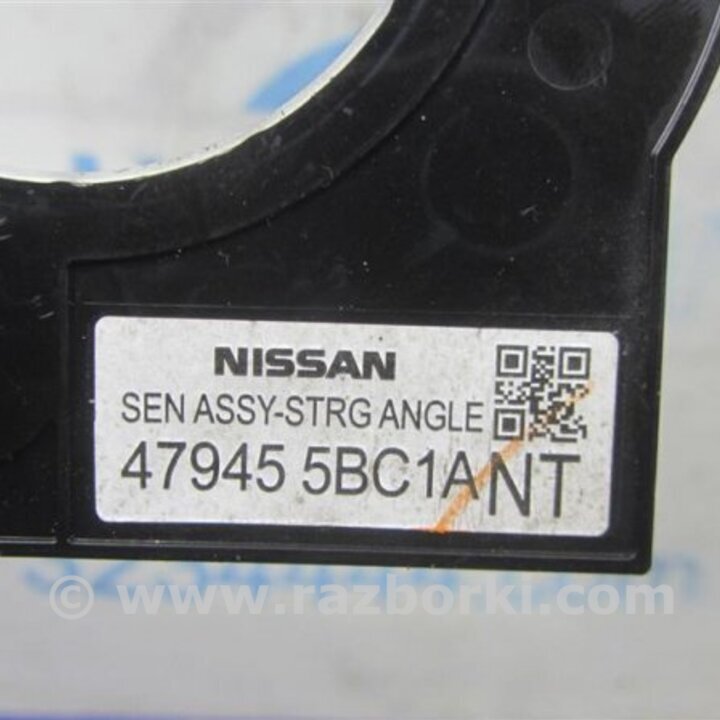 NISSAN
SEN ASSY-STRG ANGLE
47945 5BC1A NT
© www.razborki.com